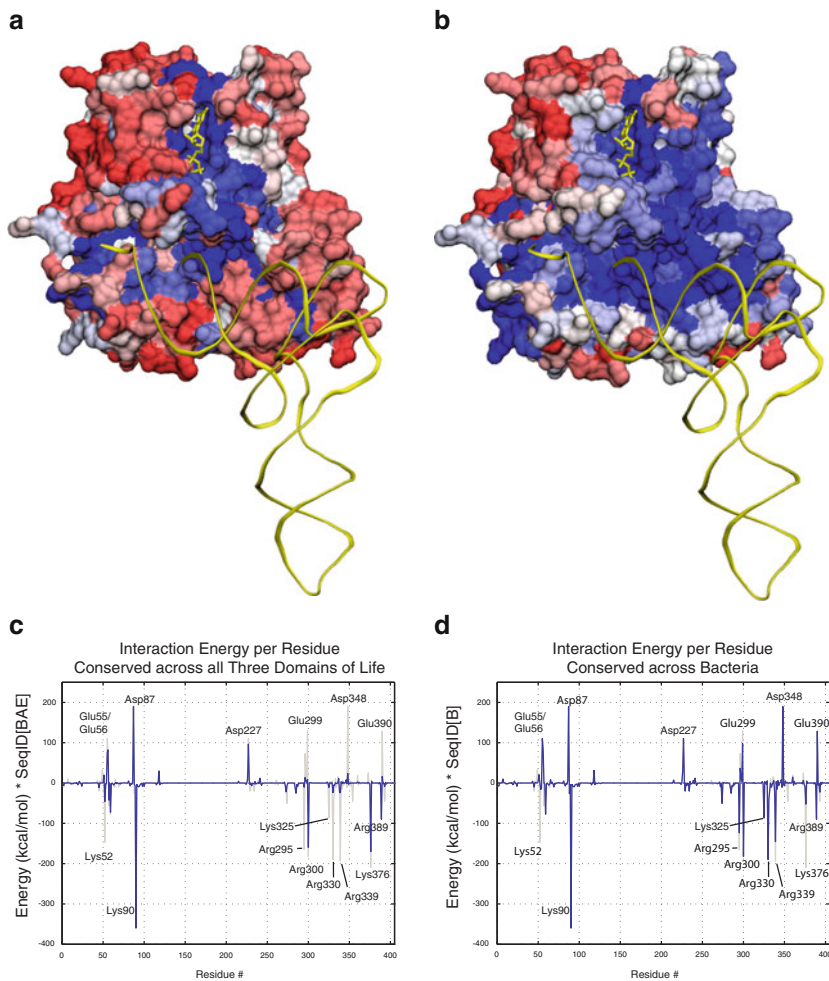 a
b
c
Interaction Energy per Residue
Conserved across all Three Domains of Life
Energy (kcal/mol) * SeqID[BAE]
200
100
0
-100
-200
-300
-400
0
50
100
150
200
250
300
350
400
Residue #
Glu55/
Glu56
Asp87
Asp227
Glu299
Asp348
Glu390
Lys52
Lys90
Lys325
Arg295
Arg300
Arg330
Arg339
Arg389
Lys376
d
Interaction Energy per Residue
Conserved across Bacteria
Energy (kcal/mol) * SeqID[B]
200
100
0
-100
-200
-300
-400
0
50
100
150
200
250
300
350
400
Residue #
Glu55/
Glu56
Asp87
Asp227
Glu299
Asp348
Glu390
Lys52
Lys90
Lys325
Arg295
Arg300
Arg330
Arg339
Arg389
Lys376